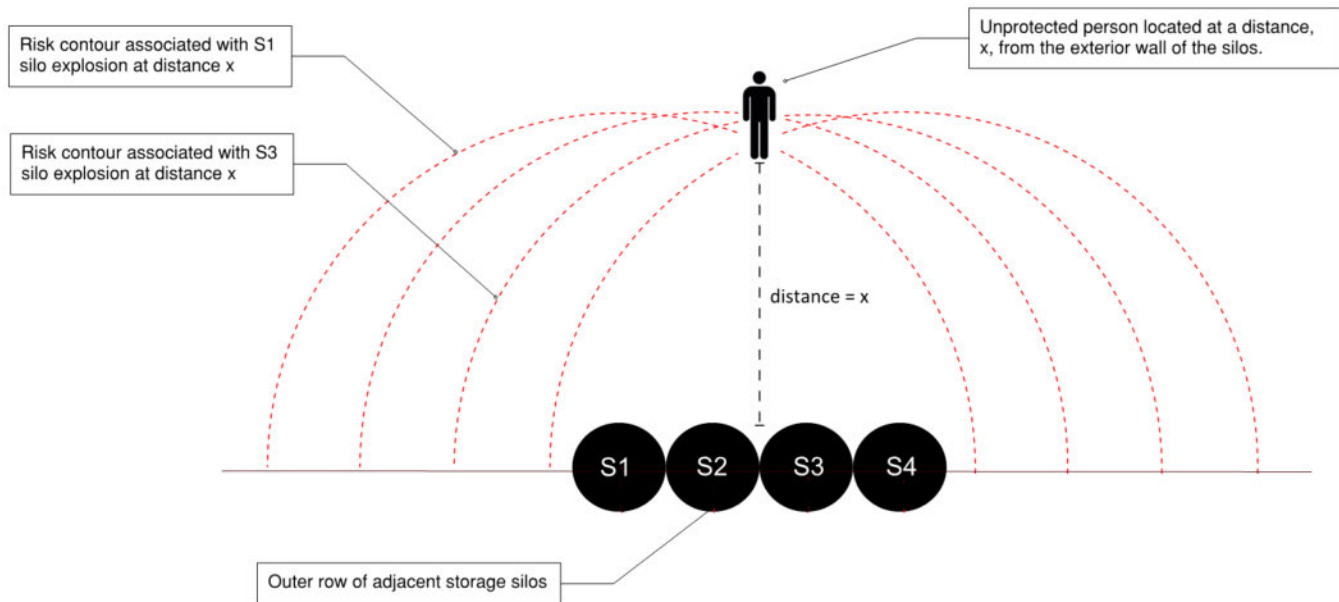 Risk contour associated with S1
silo explosion at distance x
Unprotected person located at a distance,
x, from the exterior wall of the silos.
Risk contour associated with S3
silo explosion at distance x
distance = x
S1
S2
S3
S4
Outer row of adjacent storage silos